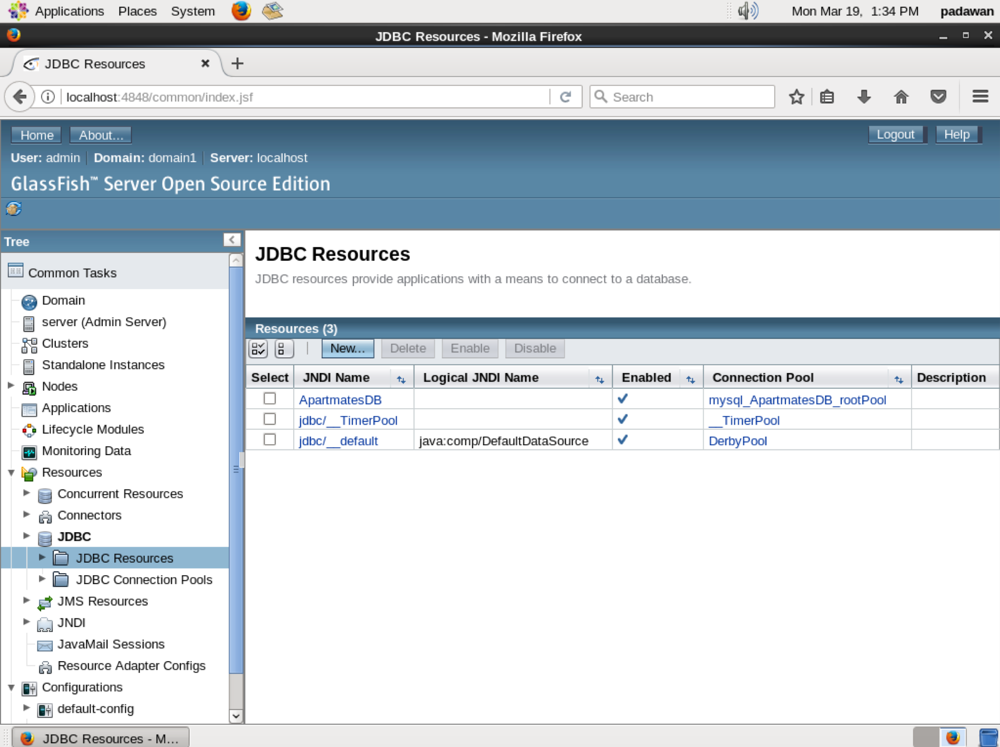 Applications Places System Mon Mar 19, 1:34 PM padawan
JDBC Resources - Mozilla Firefox
JDBC Resources
localhost:4848/common/index.jsf Search
Home About... Logout Help
User: admin Domain: domain1 Server: localhost
GlassFish™ Server Open Source Edition
Tree
Common Tasks
Domain
server (Admin Server)
Clusters
Standalone Instances
Nodes
Applications
Lifecycle Modules
Monitoring Data
Resources
Concurrent Resources
Connectors
JDBC
JDBC Resources
JDBC Connection Pools
JMS Resources
JNDI
JavaMail Sessions
Resource Adapter Configs
Configurations
default-config
JDBC Resources
JDBC resources provide applications with a means to connect to a database.
Resources (3)
New... Delete Enable Disable
Select JNDI Name Logical JNDI Name Enabled Connection Pool Description
ApartmatesDB mysql_ApartmatesDB_rootPool
jdbc/__TimerPool __TimerPool
jdbc/__default java:comp/DefaultDataSource DerbyPool
JDBC Resources - M...